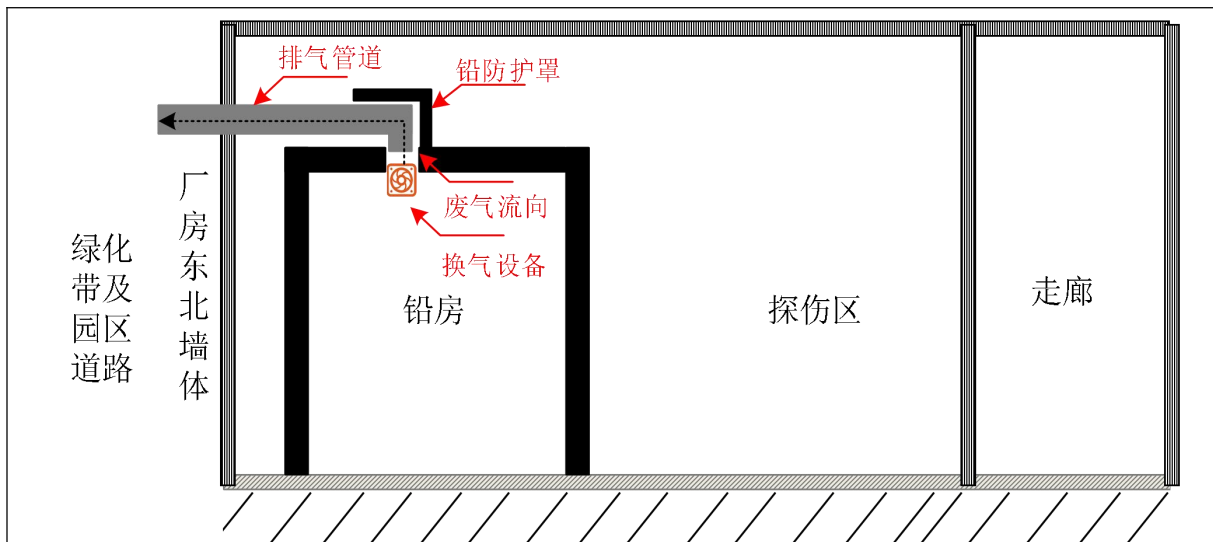 排气管道
铅防护罩
废气流向
换气设备
绿化
带及
园区
道路
厂房东北墙体
铅房
探伤区
走廊